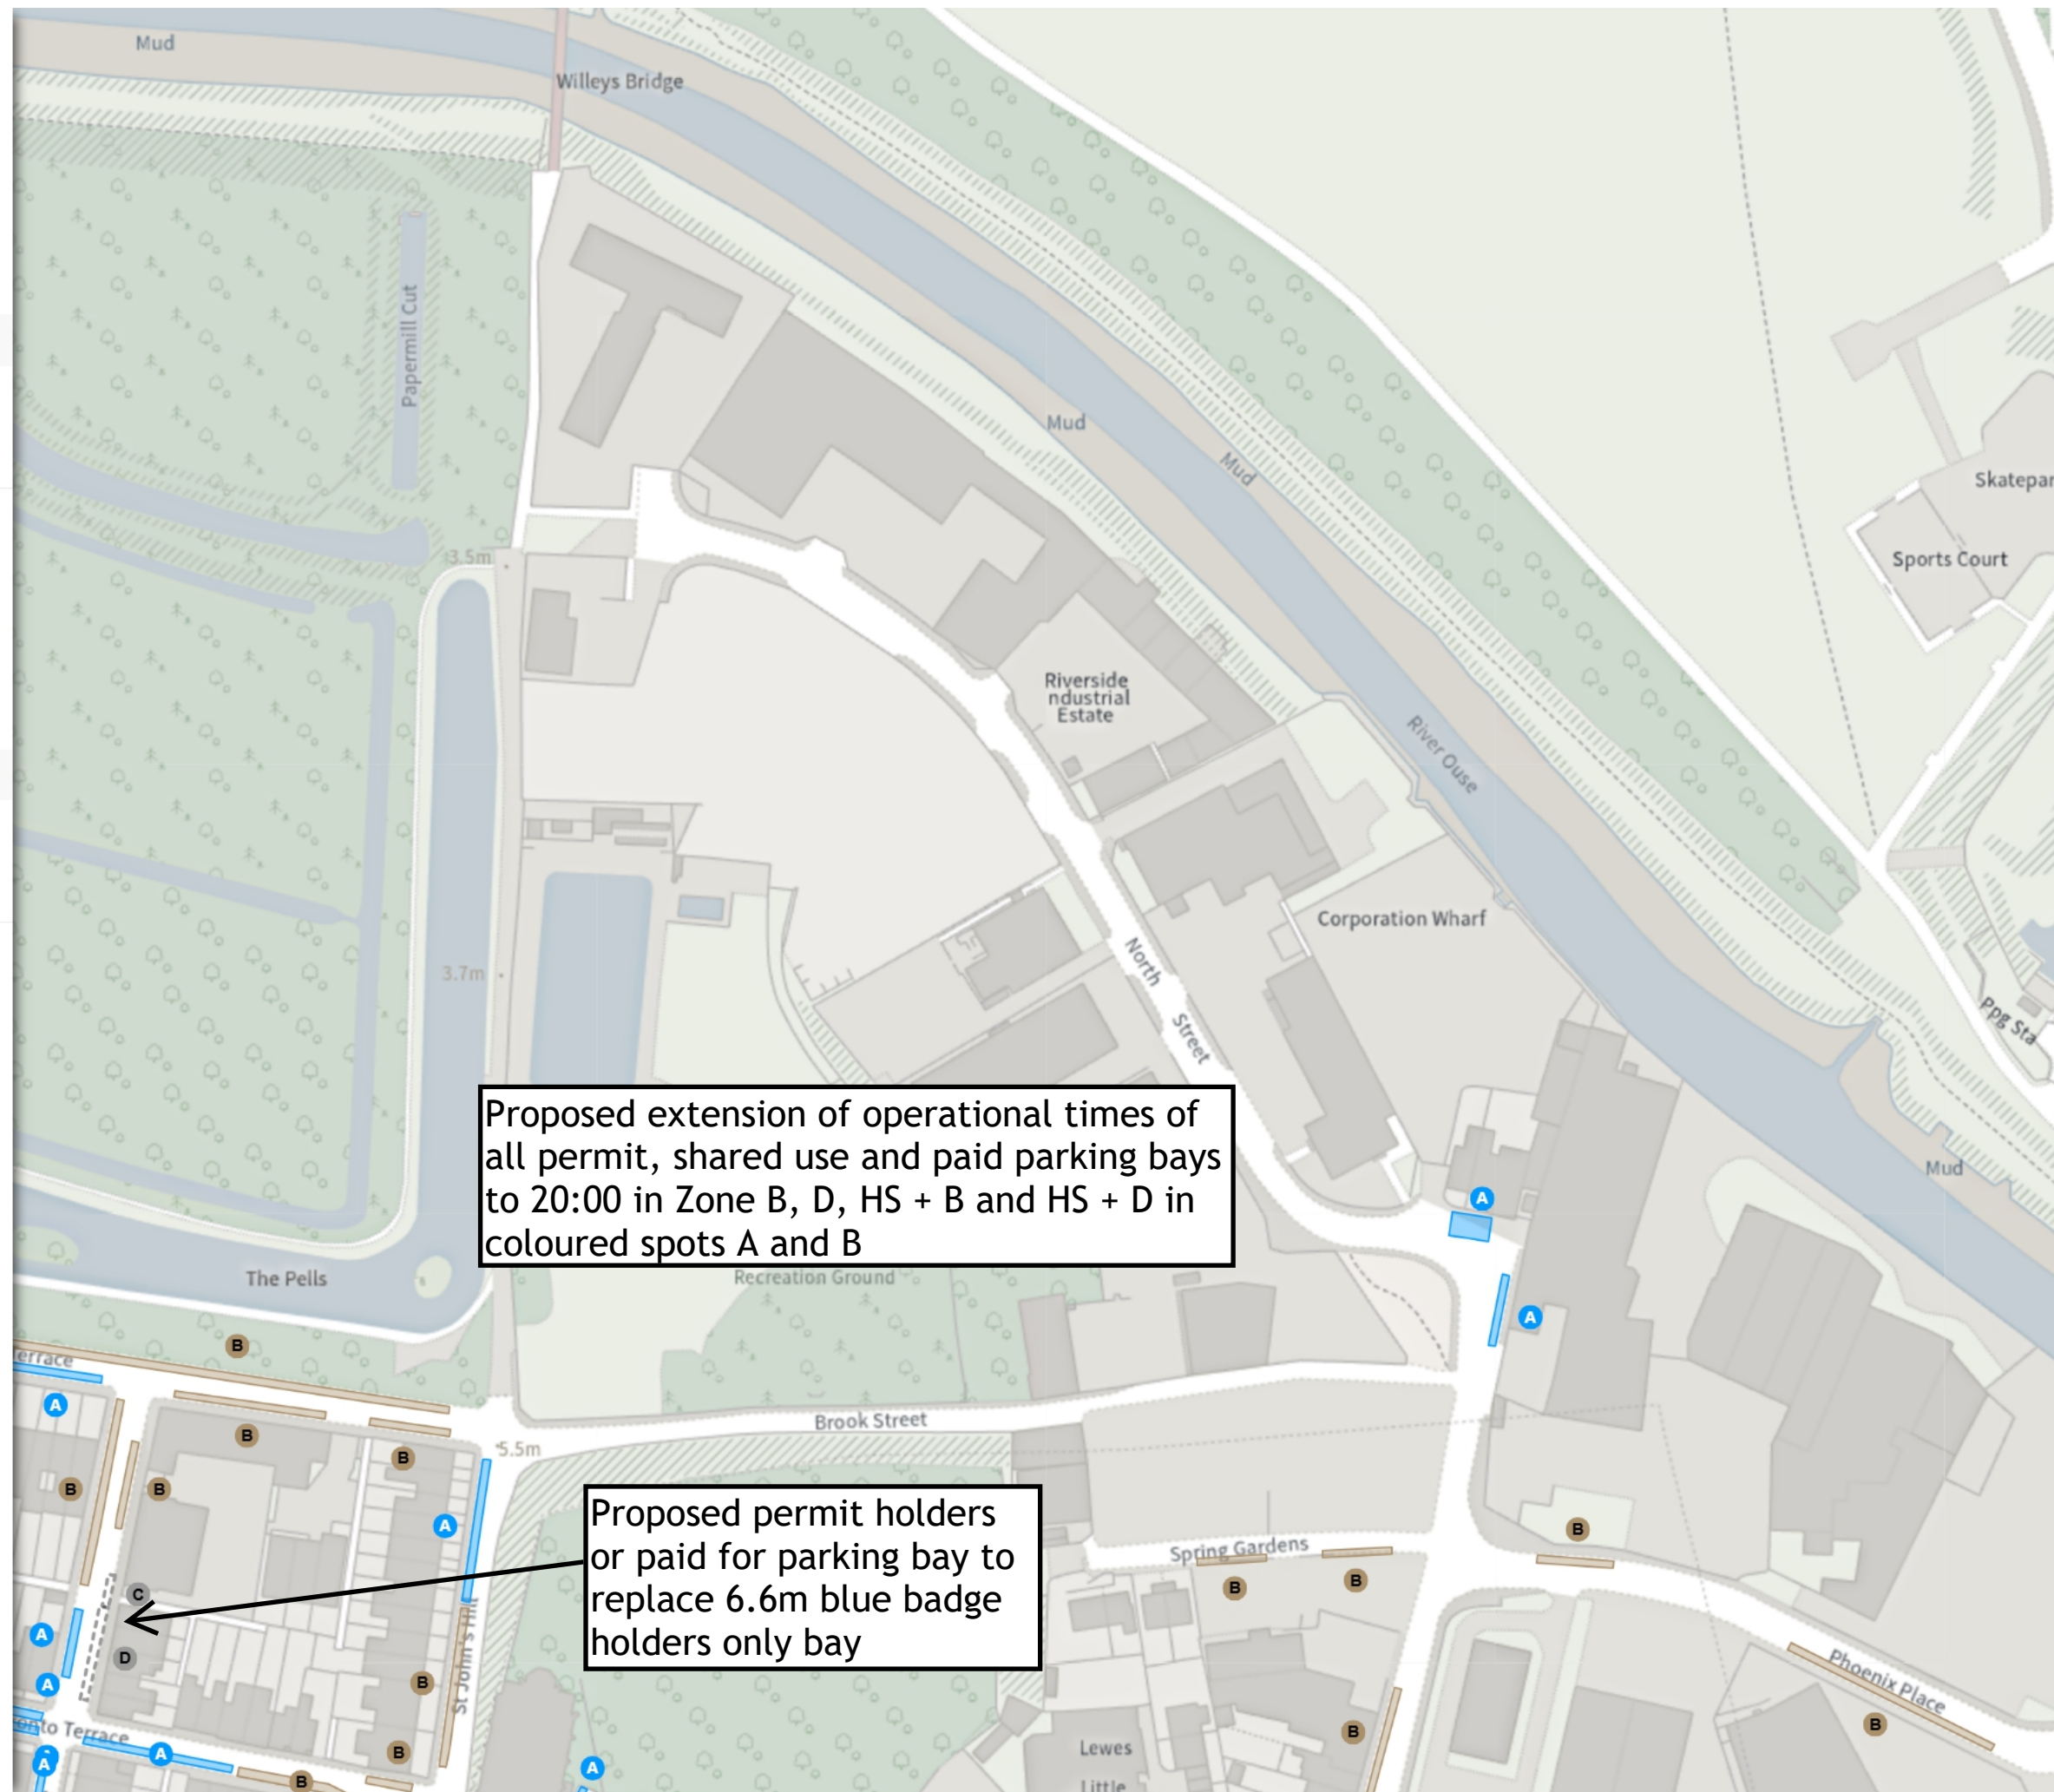 Mud
Willeys Bridge
Papermill Cut
Mud
Mud
Skatepar
Sports Court
3.5m
Riverside
ndustrial
Estate
River Ouse
Corporation Wharf
North
Street
3.7m
Ppg Sta
Proposed extension of operational times of
all permit, shared use and paid parking bays
to 20:00 in Zone B, D, HS + B and HS + D in
coloured spots A and B
Mud
A
The Pells
Recreation Ground
A
B
errace
A
B
Brook Street
5.5m
B
B
B
A
Proposed permit holders
or paid for parking bay to
replace 6.6m blue badge
holders only bay
Spring Gardens
B
B
B
C
A
D
A
B
St John's Hill
Phoenix Place
B
B
onto Terrace
A
A
B
B
A
Lewes
Little